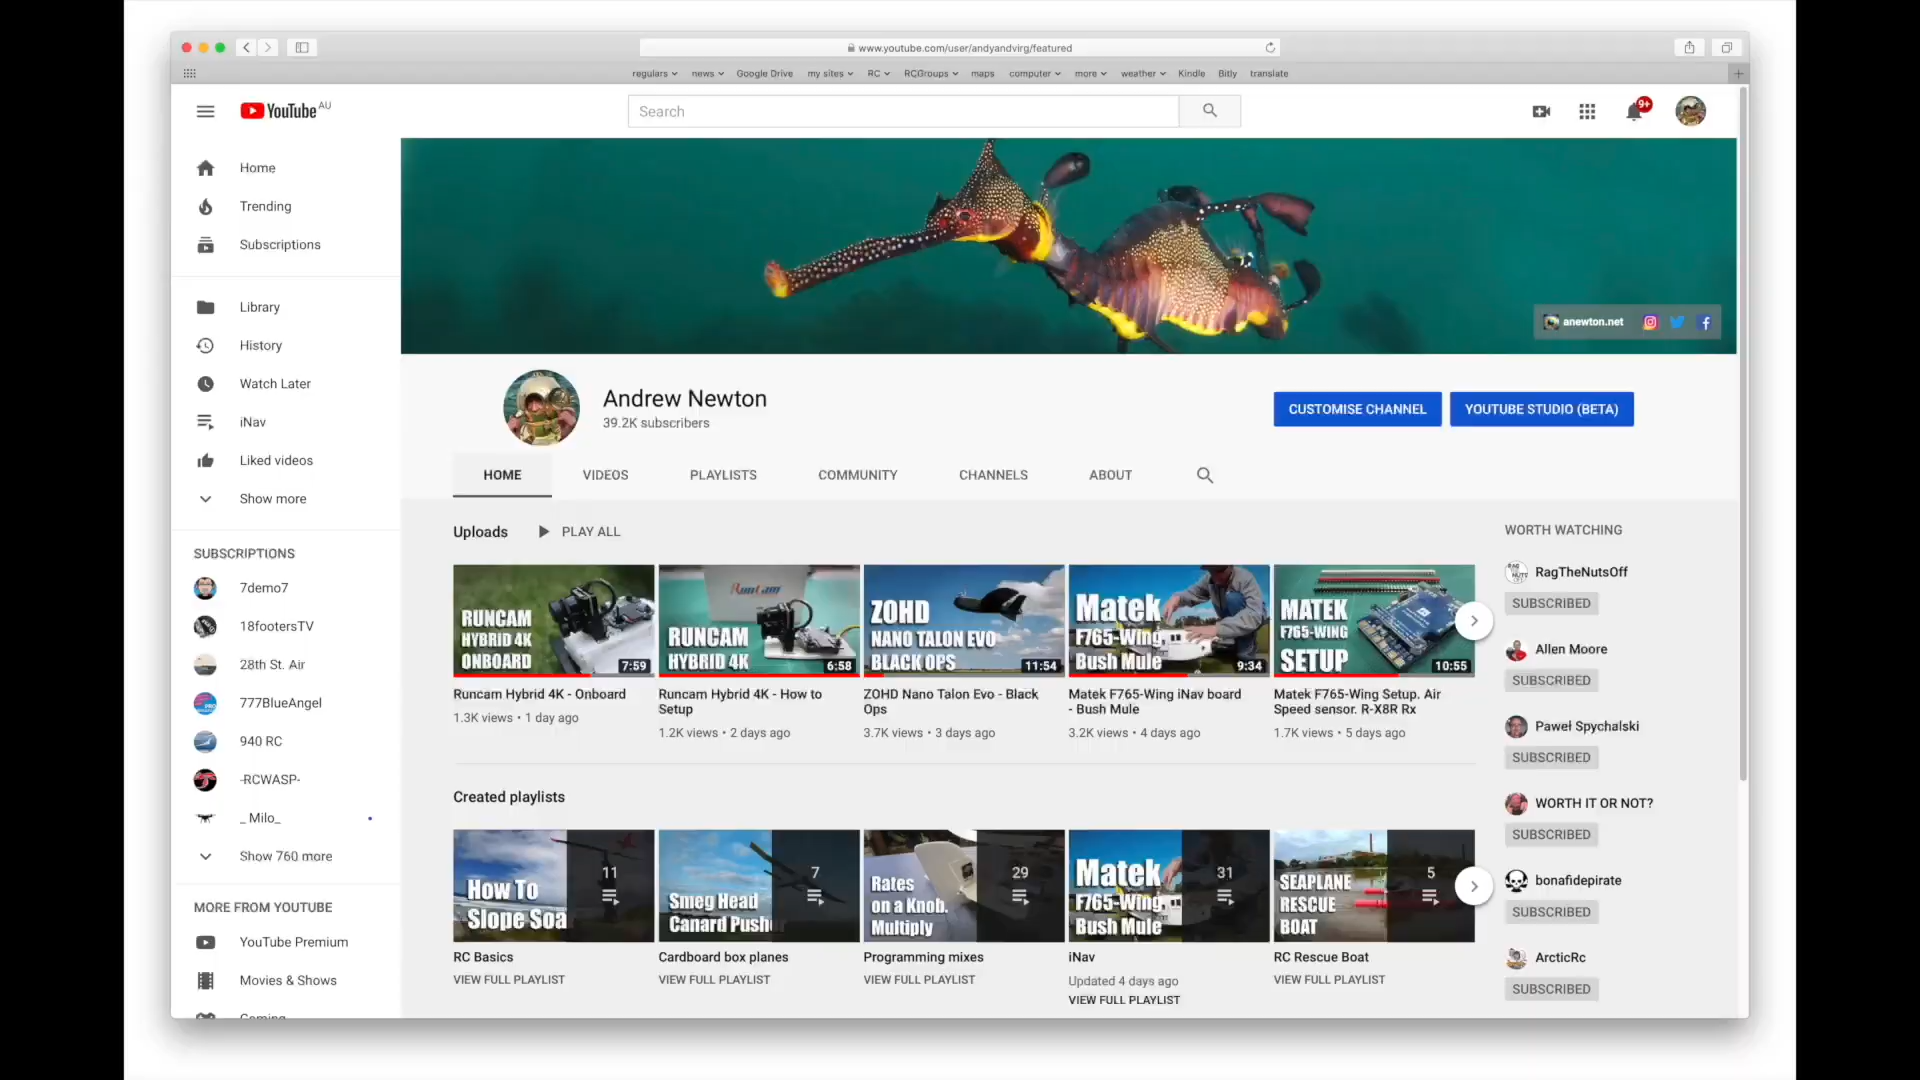 www.youtube.com/user/andyandvirg/featured
regulars news Google Drive my sites RC RCGroups maps computer more weather Kindle Bitly translate
YouTube AU
Search
9+
Home
Trending
Subscriptions
Library
History
Watch Later
iNav
Liked videos
Show more
SUBSCRIPTIONS
7demo7
18footersTV
28th St. Air
777BlueAngel
940 RC
-RCWASP-
_ Milo_
Show 760 more
MORE FROM YOUTUBE
YouTube Premium
Movies & Shows
Gaming
anewton.net
Andrew Newton
39.2K subscribers
CUSTOMISE CHANNEL
YOUTUBE STUDIO (BETA)
HOME VIDEOS PLAYLISTS COMMUNITY CHANNELS ABOUT
Uploads PLAY ALL
RUNCAM
HYBRID 4K
ONBOARD
7:59
Runcam Hybrid 4K - Onboard
1.3K views • 1 day ago
RunCam
RUNCAM
HYBRID 4K
6:58
Runcam Hybrid 4K - How to
Setup
1.2K views • 2 days ago
ZOHD
NANO TALON EVO
BLACK OPS
11:54
ZOHD Nano Talon Evo - Black
Ops
3.7K views • 3 days ago
Matek
F765-Wing
Bush Mule
9:34
Matek F765-Wing iNav board
- Bush Mule
3.2K views • 4 days ago
MATEK
F765-WING
SETUP
10:55
Matek F765-Wing Setup. Air
Speed sensor. R-X8R Rx
1.7K views • 5 days ago
Created playlists
How To
Slope Soa
11
RC Basics
VIEW FULL PLAYLIST
Smeg Head
Canard Push
7
Cardboard box planes
VIEW FULL PLAYLIST
Rates
on a Knob.
Multiply
29
Programming mixes
VIEW FULL PLAYLIST
Matek
F765-Wing
Bush Mule
31
iNav
Updated 4 days ago
VIEW FULL PLAYLIST
SEAPLANE
RESCUE
BOAT
5
RC Rescue Boat
VIEW FULL PLAYLIST
WORTH WATCHING
RagTheNutsOff
SUBSCRIBED
Allen Moore
SUBSCRIBED
Paweł Spychalski
SUBSCRIBED
WORTH IT OR NOT?
SUBSCRIBED
bonafidepirate
SUBSCRIBED
ArcticRc
SUBSCRIBED